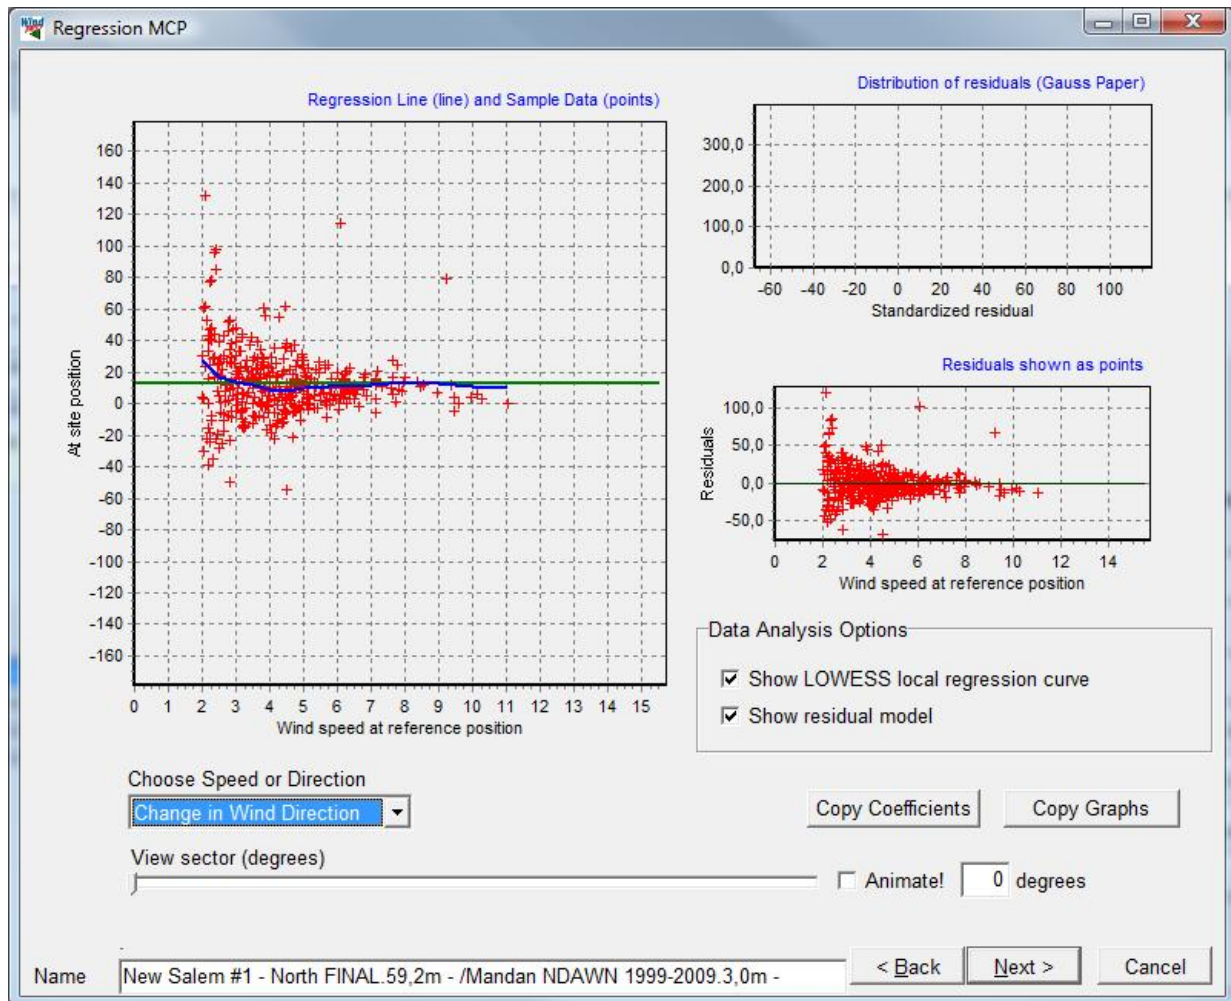 Regression MCP
Regression Line (line) and Sample Data (points)
160
140
120
100
80
60
40
20
0
-20
-40
-60
-80
-100
-120
-140
-160
At site position
0 1 2 3 4 5 6 7 8 9 10 11 12 13 14 15
Wind speed at reference position
Distribution of residuals (Gauss Paper)
300,0
200,0
100,0
0,0
-60 -40 -20 0 20 40 60 80 100
Standardized residual
Residuals shown as points
100,0
50,0
0,0
-50,0
Residuals
0 2 4 6 8 10 12 14
Wind speed at reference position
Data Analysis Options
Show LOWESS local regression curve
Show residual model
Choose Speed or Direction
Change in Wind Direction
Copy Coefficients Copy Graphs
View sector (degrees)
Animate! 0 degrees
Name New Salem #1 - North FINAL.59,2m - /Mandan NDAWN 1999-2009.3,0m -
< Back Next > Cancel